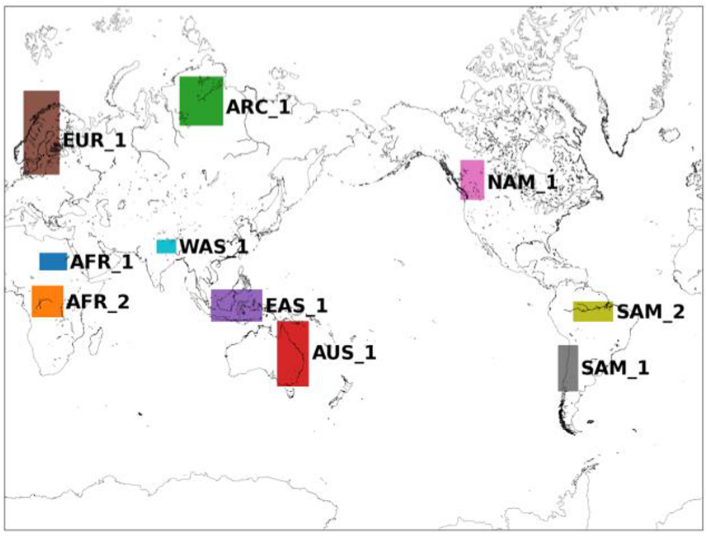 ARC_1
EUR_1
NAM_1
WAS_1
AFR_1
AFR_2
EAS_1
SAM_2
AUS_1
SAM_1